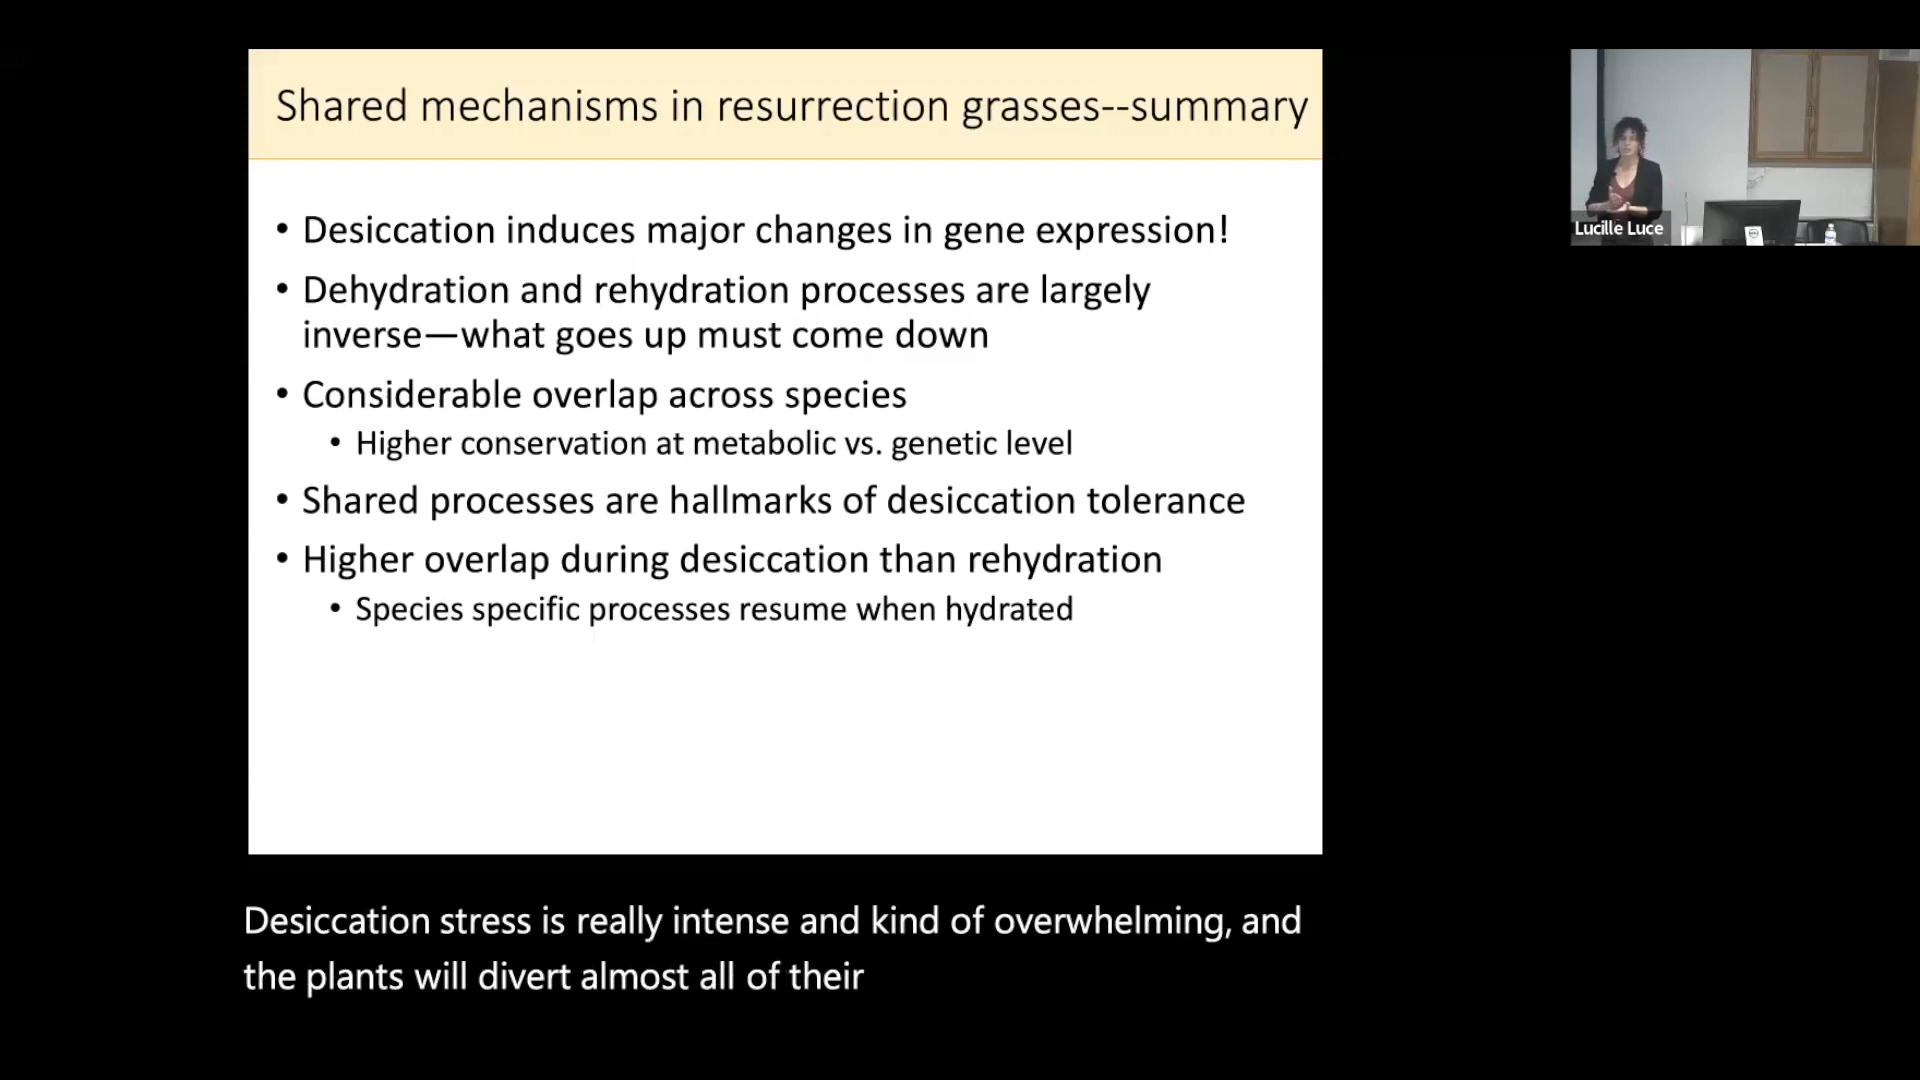 Shared mechanisms in resurrection grasses--summary
• Desiccation induces major changes in gene expression!
• Dehydration and rehydration processes are largely
inverse—what goes up must come down
• Considerable overlap across species
• Higher conservation at metabolic vs. genetic level
• Shared processes are hallmarks of desiccation tolerance
• Higher overlap during desiccation than rehydration
• Species specific processes resume when hydrated
Lucille Luce
Desiccation stress is really intense and kind of overwhelming, and
the plants will divert almost all of their